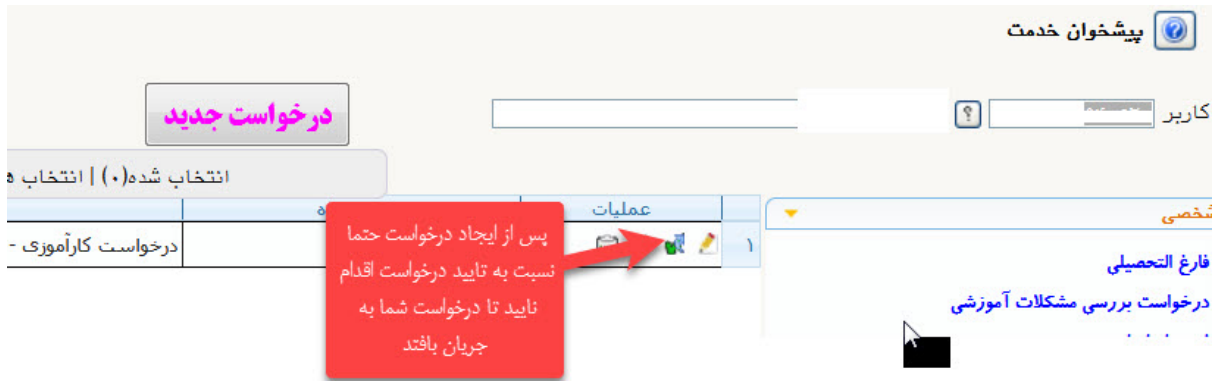 پیشخوان خدمت
کاربر
؟
درخواست جدید
انتخاب شده(۰) | انتخاب ه
عملیات
ه
شخصی
۱
درخواست کارآموزی -
پس از ایجاد درخواست حتما
نسبت به تایید درخواست اقدام
نایید تا درخواست شما به
جریان بافتد
فارغ التحصیلی
درخواست بررسی مشکلات آموزشی